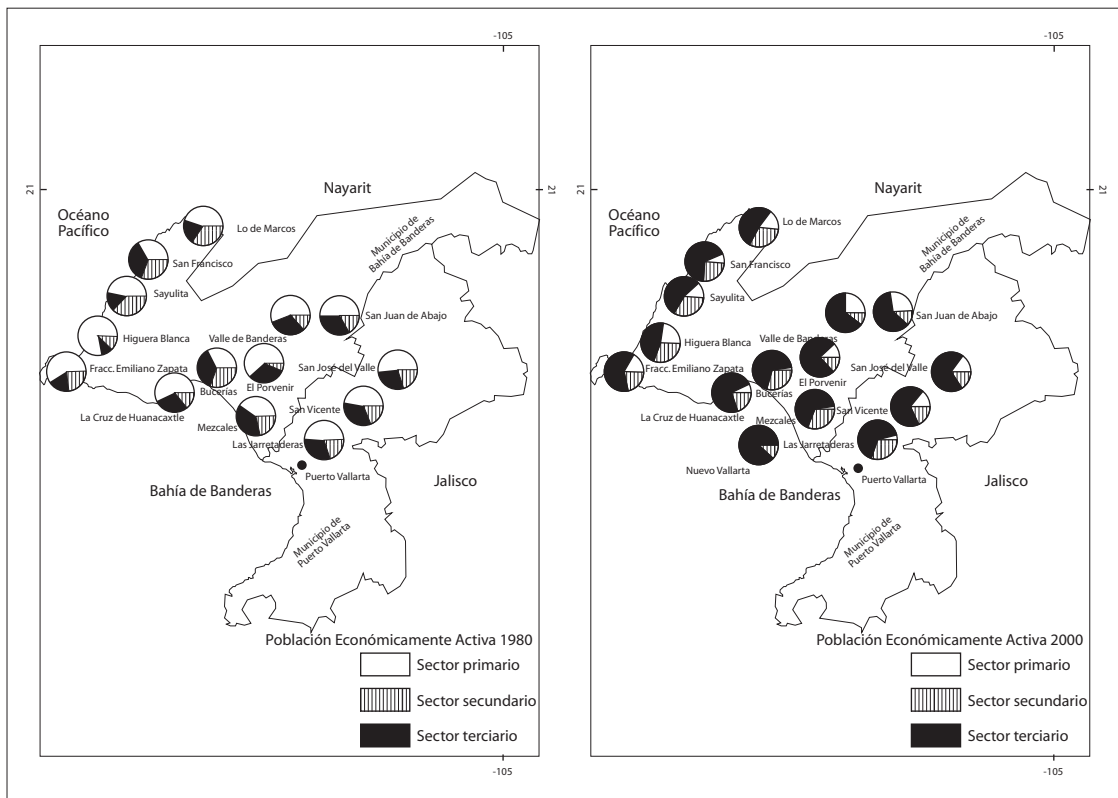 -105
21
21
Nayarit
Océano
Pacífico
Lo de Marcos
Municipio de
Bahía de Banderas
San Francisco
Sayulita
San Juan de Abajo
Higuera Blanca
Valle de Banderas
Fracc. Emiliano Zapata
San José del Valle
El Porvenir
Bucerías
La Cruz de Huanacaxtle
San Vicente
Mezcales
Las Jarretaderas
Puerto Vallarta
Bahía de Banderas
Jalisco
Municipio de
Puerto Vallarta
Población Económicamente Activa 1980
Sector primario
Sector secundario
Sector terciario
-105
-105
21
21
Nayarit
Océano
Pacífico
Lo de Marcos
Municipio de
Bahía de Banderas
San Francisco
Sayulita
San Juan de Abajo
Higuera Blanca
Valle de Banderas
Fracc. Emiliano Zapata
San José del Valle
El Porvenir
Bucerías
La Cruz de Huanacaxtle
San Vicente
Mezcales
Las Jarretaderas
Nuevo Vallarta
Puerto Vallarta
Bahía de Banderas
Jalisco
Municipio de
Puerto Vallarta
Población Económicamente Activa 2000
Sector primario
Sector secundario
Sector terciario
-105